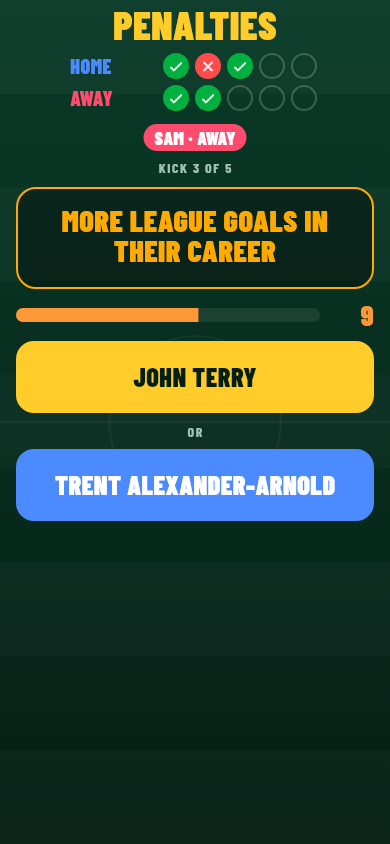 PENALTIES
HOME
AWAY
SAM · AWAY
KICK 3 OF 5
MORE LEAGUE GOALS IN
THEIR CAREER
9
JOHN TERRY
OR
TRENT ALEXANDER-ARNOLD